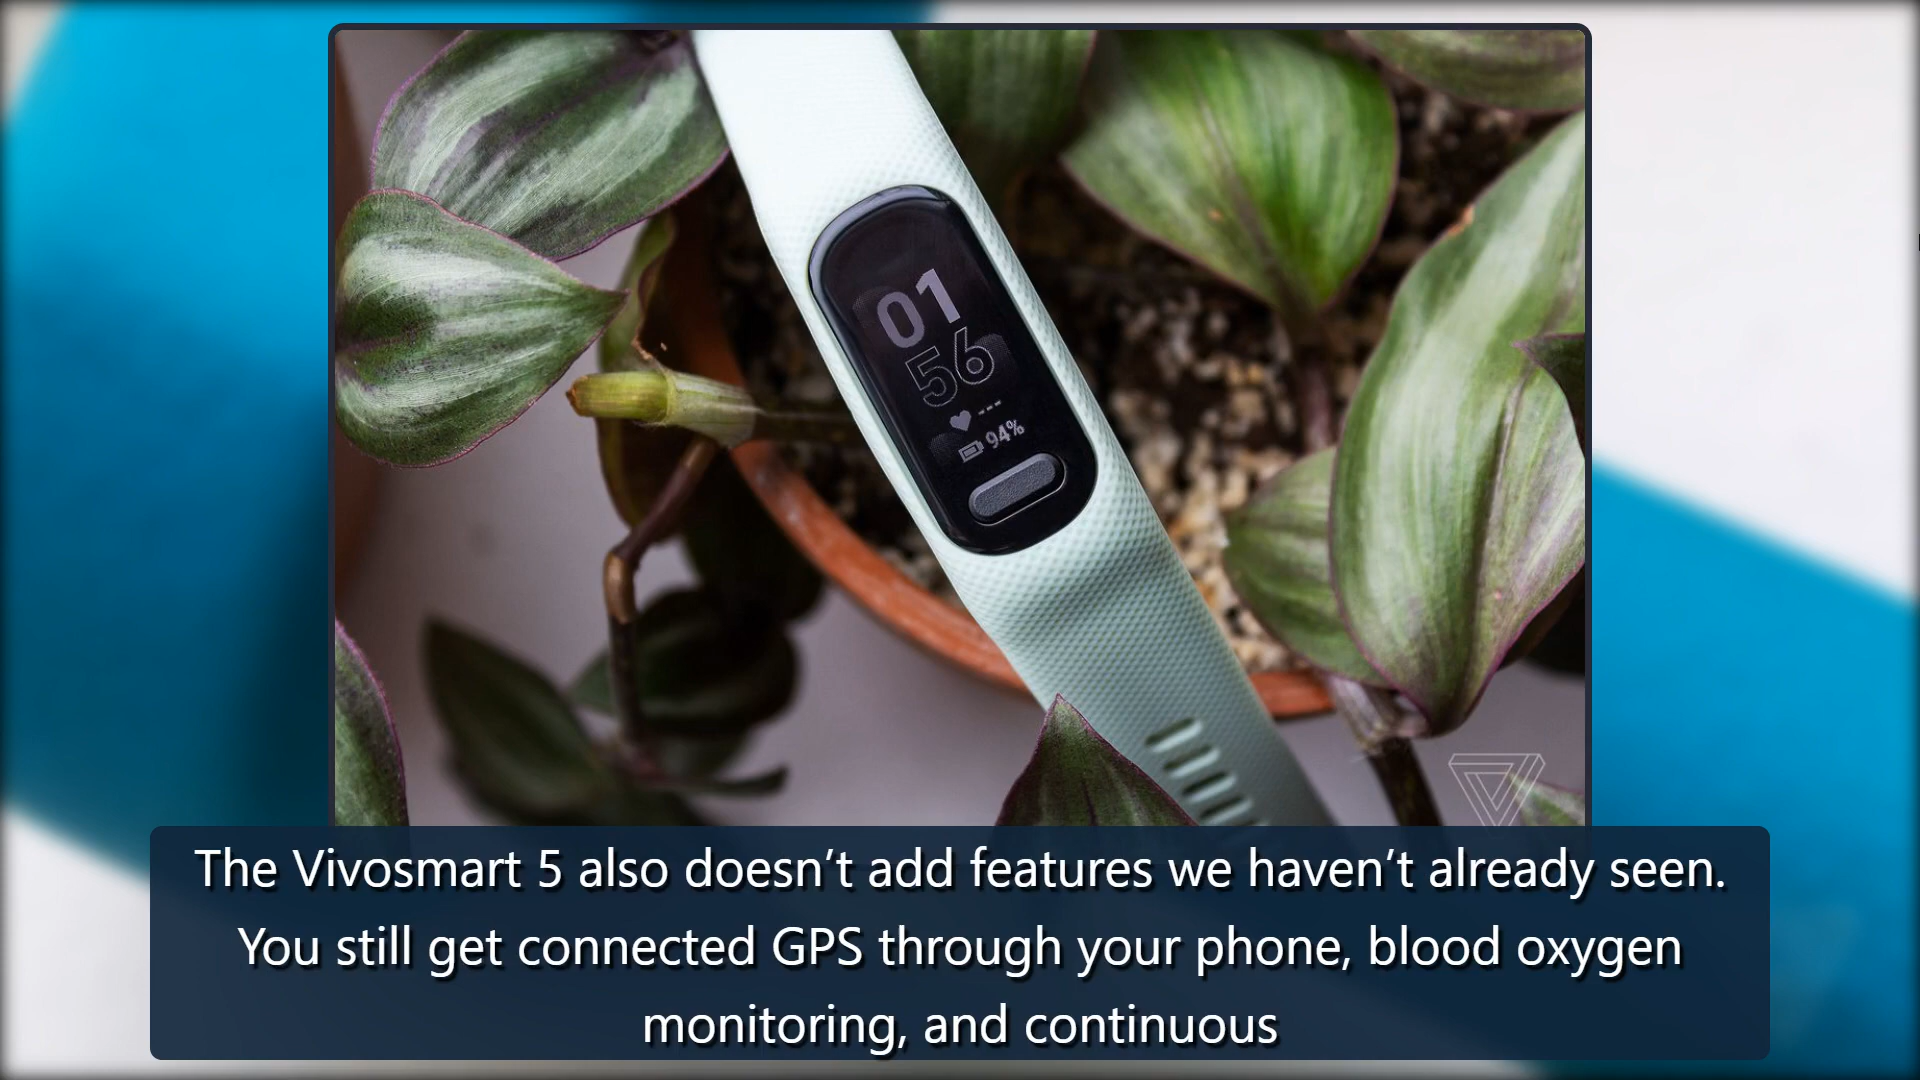 01
56
94%
The Vivosmart 5 also doesn’t add features we haven’t already seen.
You still get connected GPS through your phone, blood oxygen
monitoring, and continuous